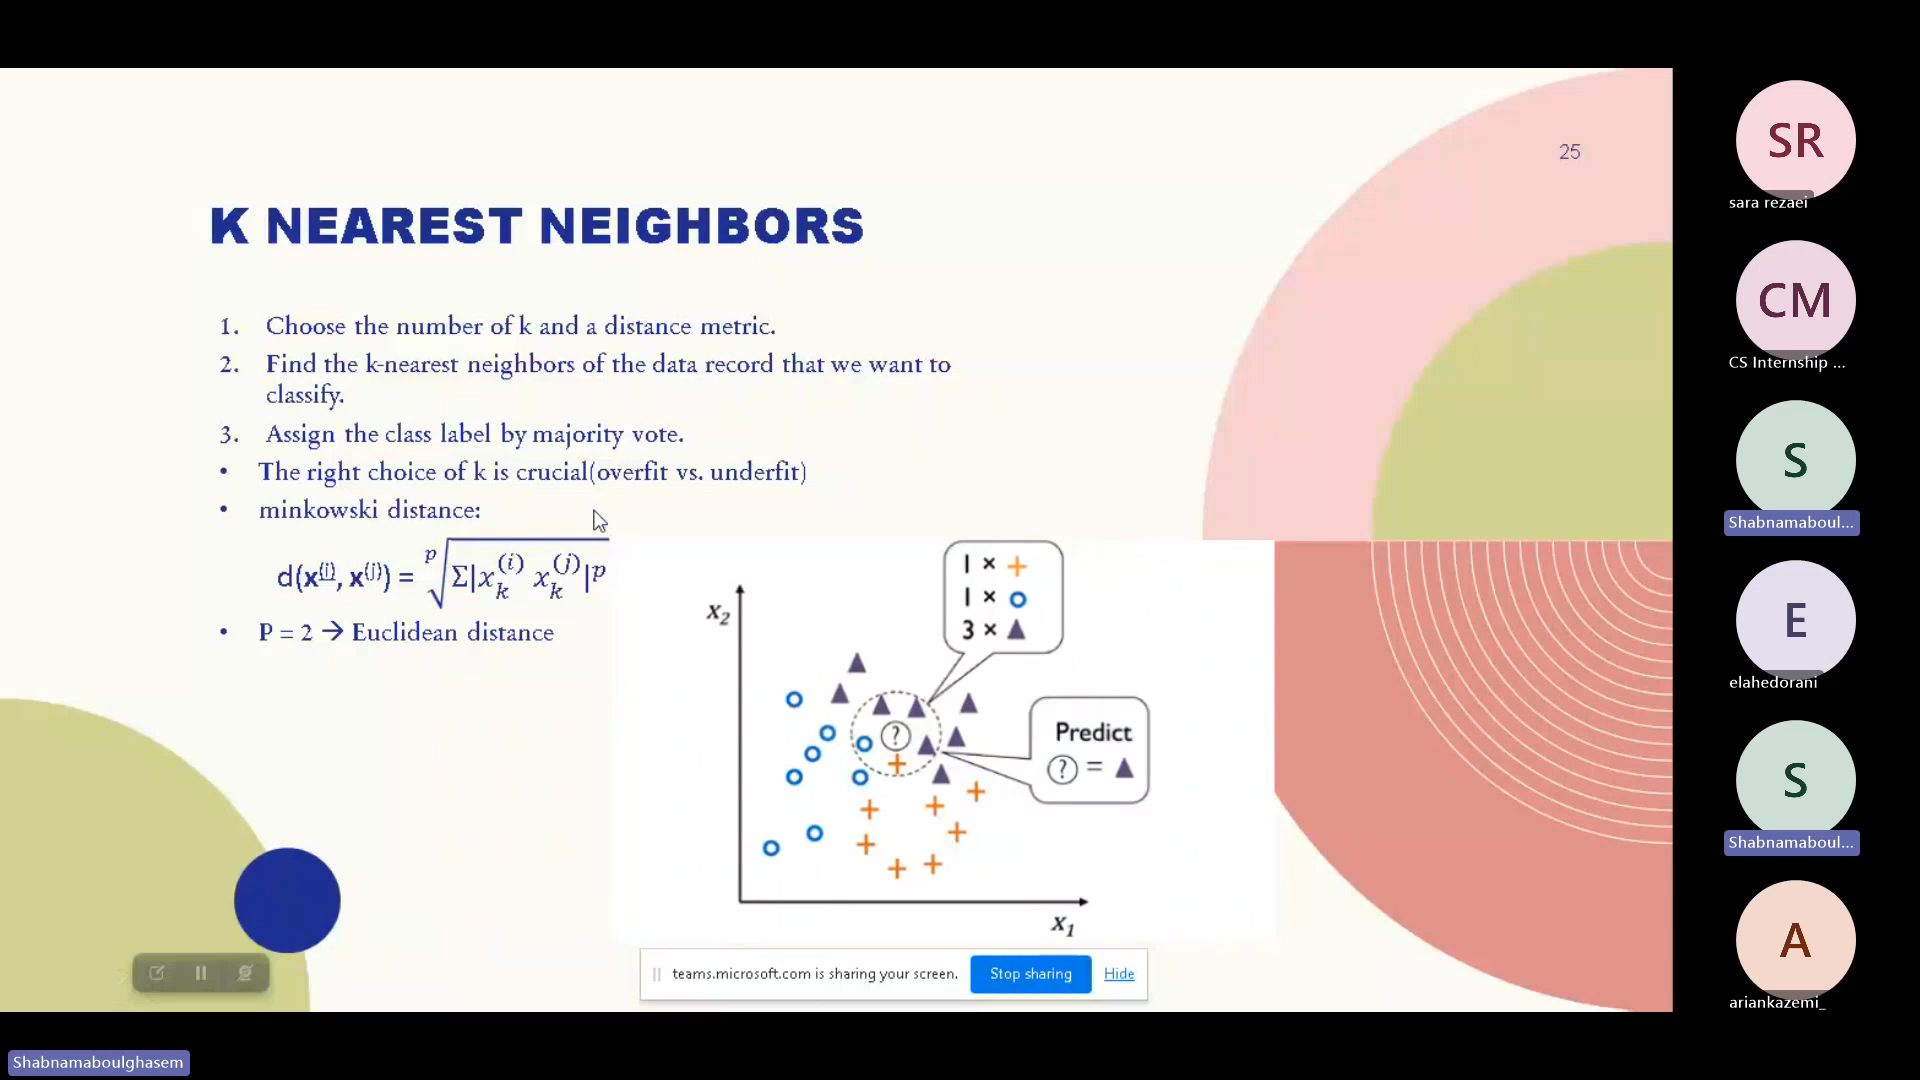 25
K NEAREST NEIGHBORS
1. Choose the number of k and a distance metric.
2. Find the k-nearest neighbors of the data record that we want to
classify.
3. Assign the class label by majority vote.
• The right choice of k is crucial(overfit vs. underfit)
• minkowski distance:
d(x^(i), x^(j)) = ᵖ√Σ|x_k^(i) x_k^(j)|^p
• P = 2 → Euclidean distance
1 × +
1 × o
3 × ▲
x₂
?
Predict
? = ▲
x₁
teams.microsoft.com is sharing your screen. Stop sharing Hide
SR
sara rezaei
CM
CS Internship ...
S
Shabnamaboul...
E
elahedorani
S
Shabnamaboul...
A
ariankazemi_
Shabnamaboulghasem